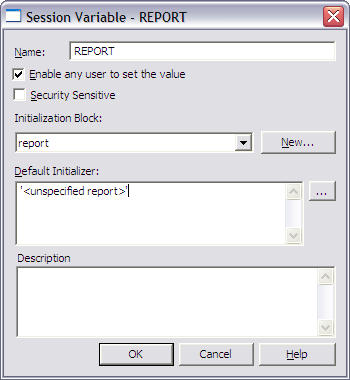 Session Variable - REPORT
Name: REPORT
Enable any user to set the value
Security Sensitive
Initialization Block:
report New...
Default Initializer:
'<unspecified report>' ...
Description
OK Cancel Help